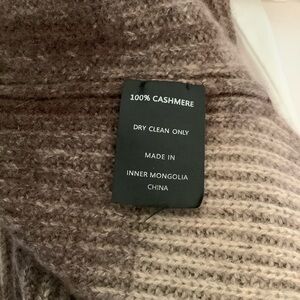 100% CASHMERE
DRY CLEAN ONLY
MADE IN
INNER MONGOLIA
CHINA